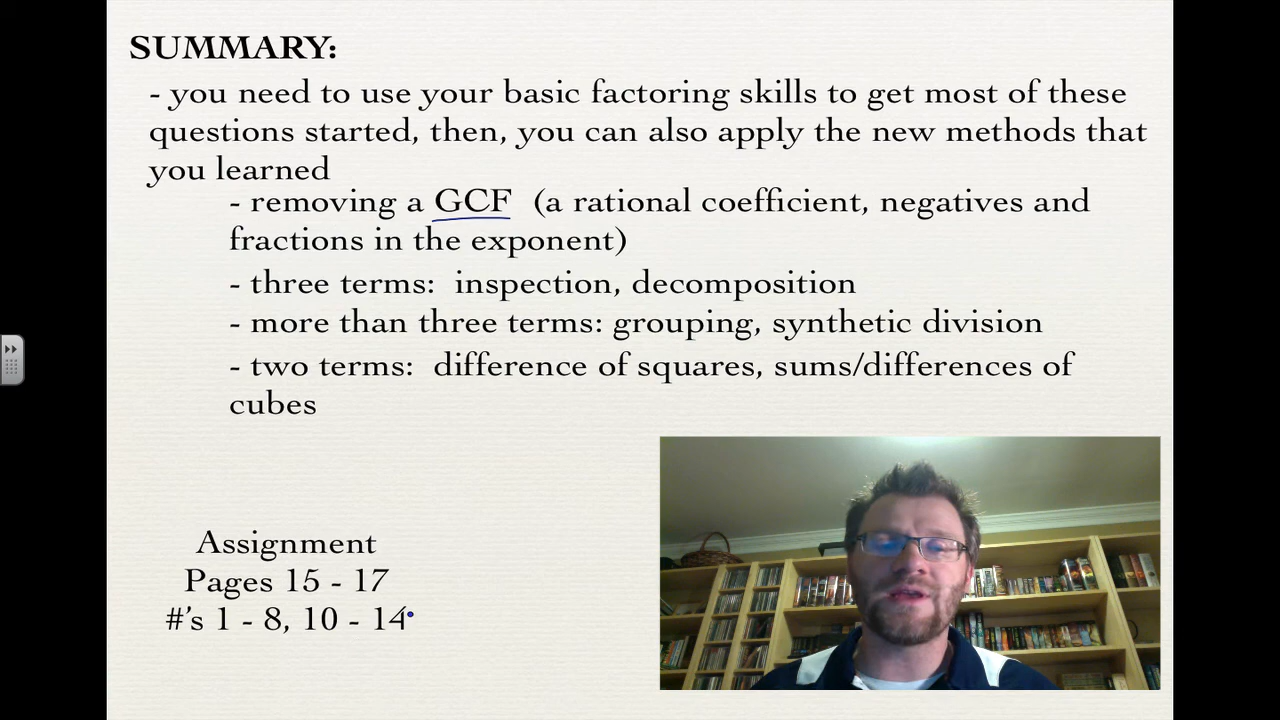 SUMMARY:
- you need to use your basic factoring skills to get most of these
questions started, then, you can also apply the new methods that
you learned
- removing a GCF (a rational coefficient, negatives and
fractions in the exponent)
- three terms: inspection, decomposition
- more than three terms: grouping, synthetic division
- two terms: difference of squares, sums/differences of
cubes
Assignment
Pages 15 - 17
#'s 1 - 8, 10 - 14